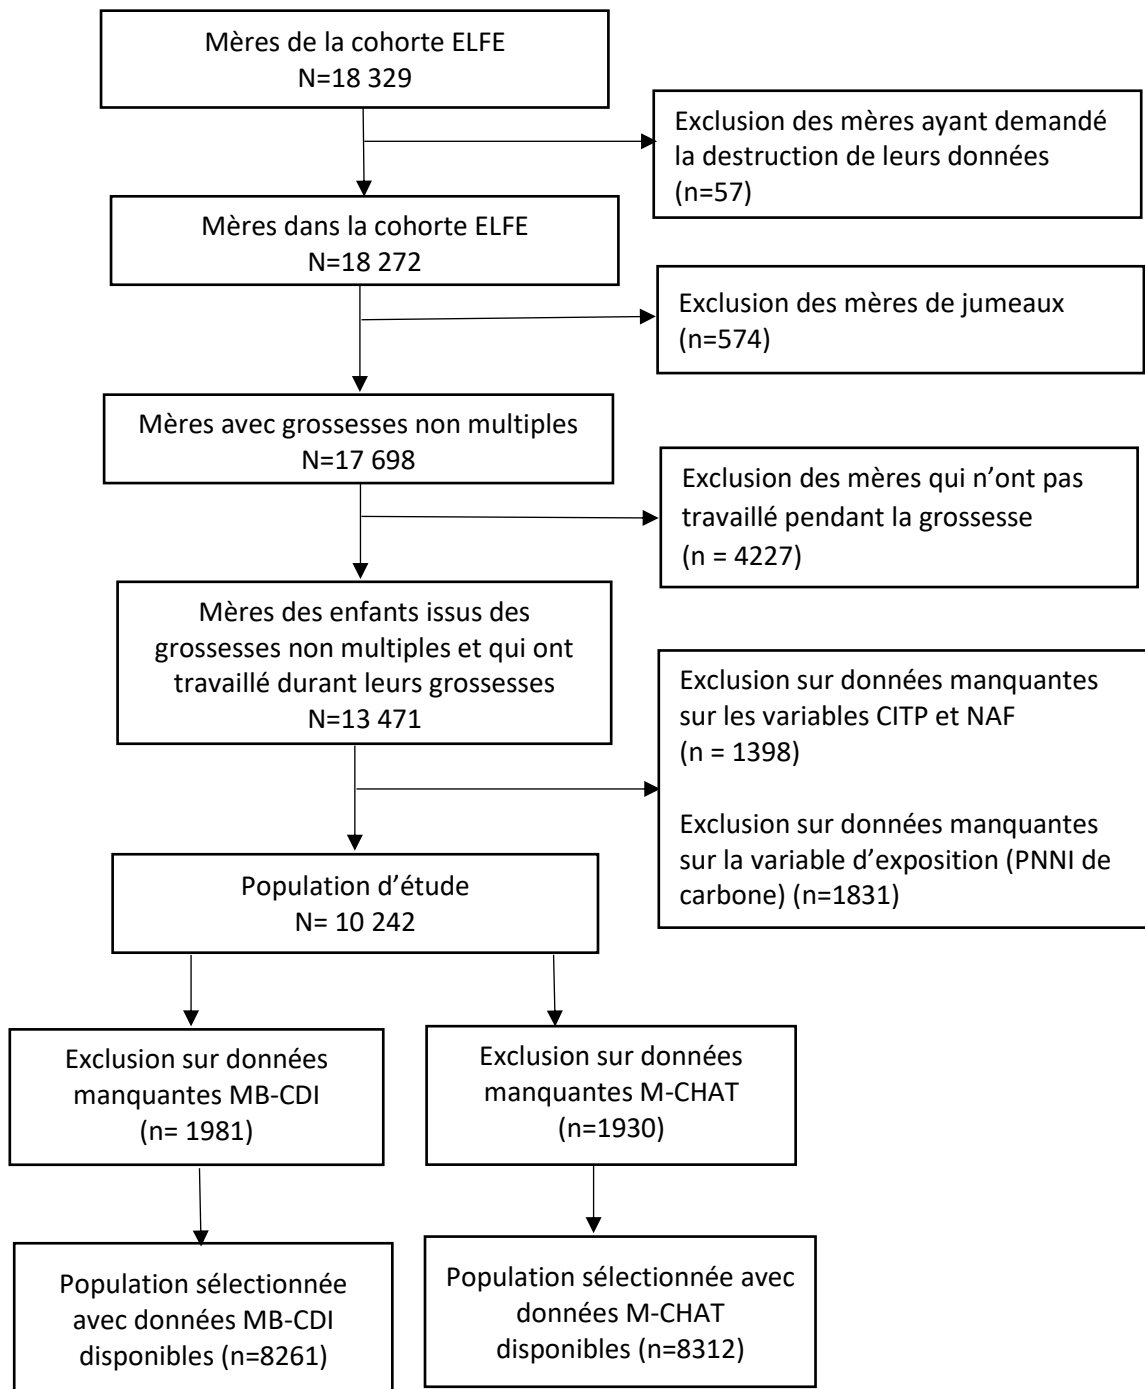 Mères de la cohorte ELFE
N=18 329
Exclusion des mères ayant demandé
la destruction de leurs données
(n=57)
Mères dans la cohorte ELFE
N=18 272
Exclusion des mères de jumeaux
(n=574)
Mères avec grossesses non multiples
N=17 698
Exclusion des mères qui n’ont pas
travaillé pendant la grossesse
(n = 4227)
Mères des enfants issus des
grossesses non multiples et qui ont
travaillé durant leurs grossesses
N=13 471
Exclusion sur données manquantes
sur les variables CITP et NAF
(n = 1398)
Exclusion sur données manquantes
sur la variable d’exposition (PNNI de
carbone) (n=1831)
Population d’étude
N= 10 242
Exclusion sur données
manquantes MB-CDI
(n= 1981)
Exclusion sur données
manquantes M-CHAT
(n=1930)
Population sélectionnée
avec données MB-CDI
disponibles (n=8261)
Population sélectionnée avec
données M-CHAT
disponibles (n=8312)